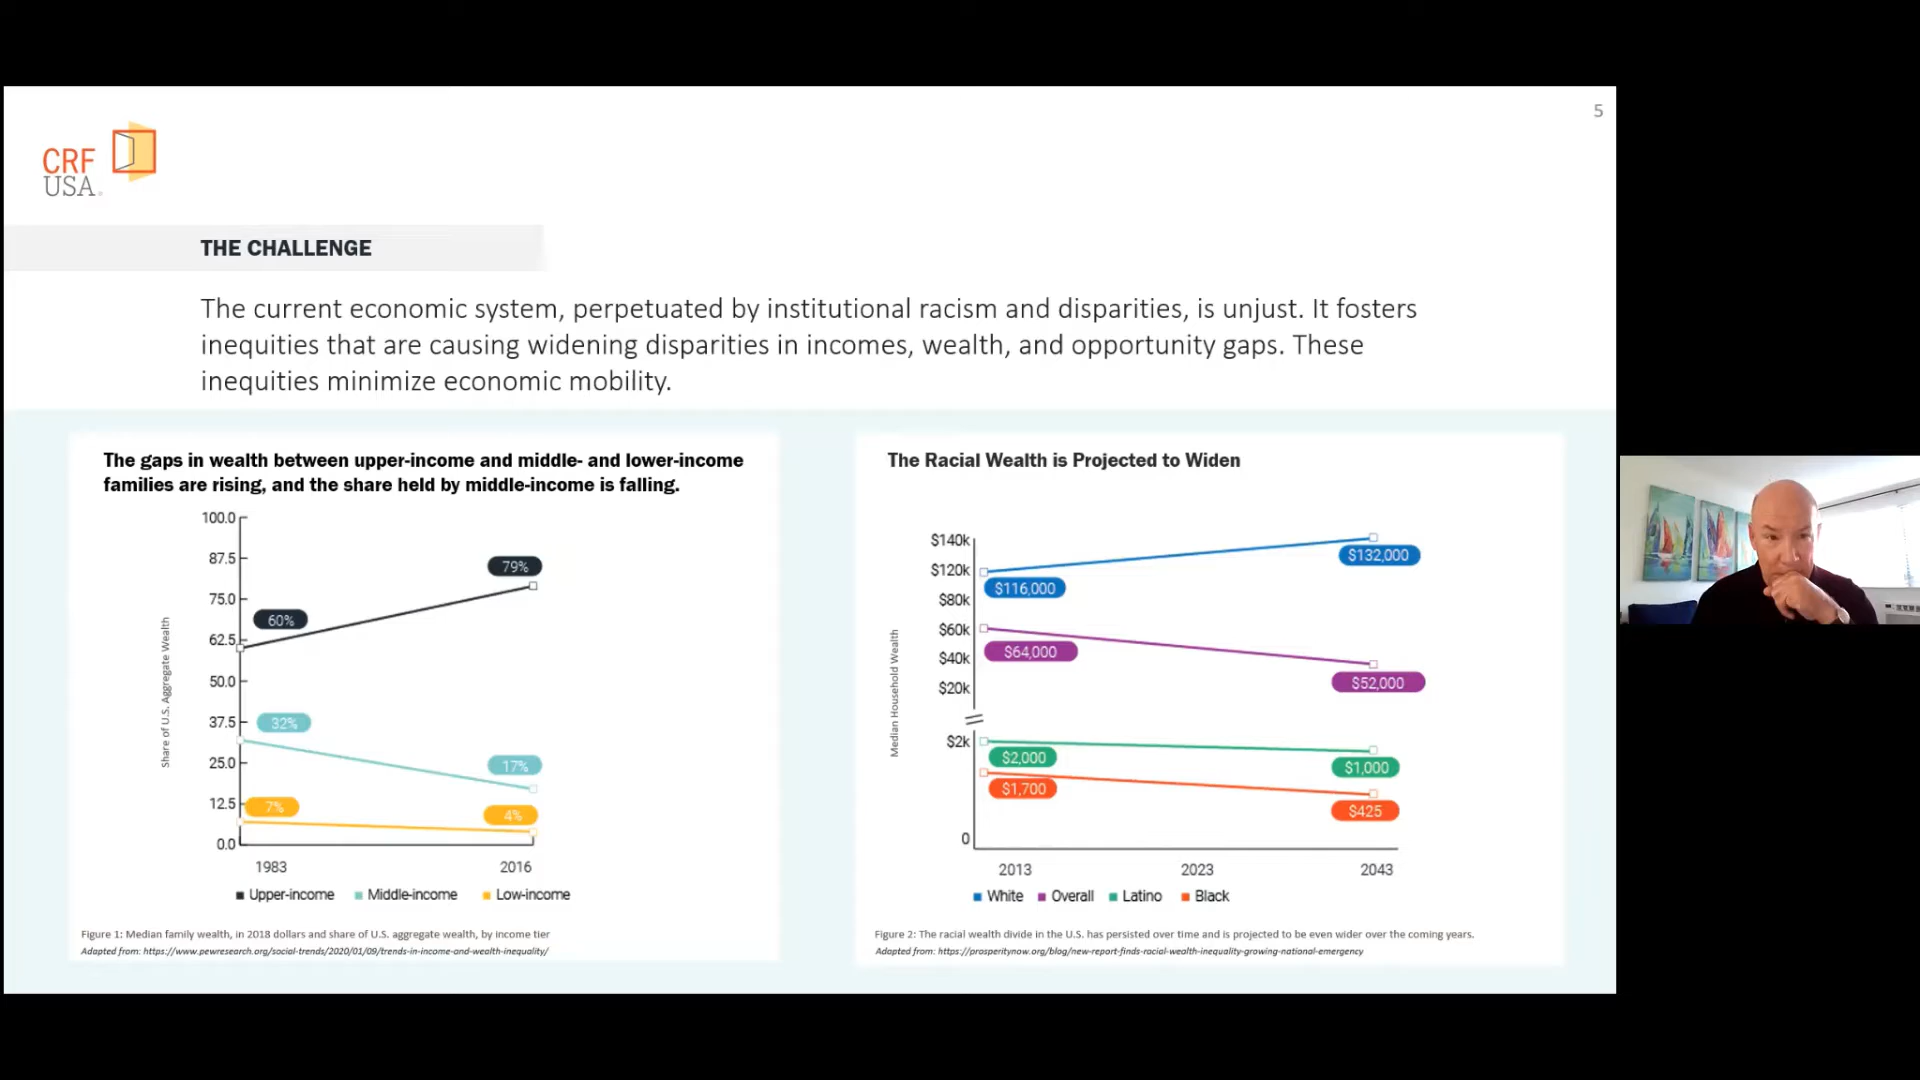 5
CRF
USA
THE CHALLENGE
The current economic system, perpetuated by institutional racism and disparities, is unjust. It fosters
inequities that are causing widening disparities in incomes, wealth, and opportunity gaps. These
inequities minimize economic mobility.
The gaps in wealth between upper-income and middle- and lower-income
families are rising, and the share held by middle-income is falling.
Share of U.S. Aggregate Wealth
100.0
87.5
75.0
62.5
50.0
37.5
25.0
12.5
0.0
60%
79%
32%
17%
7%
4%
1983
2016
Upper-income
Middle-income
Low-income
Figure 1: Median family wealth, in 2018 dollars and share of U.S. aggregate wealth, by income tier
Adapted from: https://www.pewresearch.org/social-trends/2020/01/09/trends-in-income-and-wealth-inequality/
The Racial Wealth is Projected to Widen
Median Household Wealth
$140k
$120k
$80k
$60k
$40k
$20k
$2k
0
$116,000
$132,000
$64,000
$52,000
$2,000
$1,000
$1,700
$425
2013
2023
2043
White
Overall
Latino
Black
Figure 2: The racial wealth divide in the U.S. has persisted over time and is projected to be even wider over the coming years.
Adapted from: https://prosperitynow.org/blog/new-report-finds-racial-wealth-inequality-growing-national-emergency